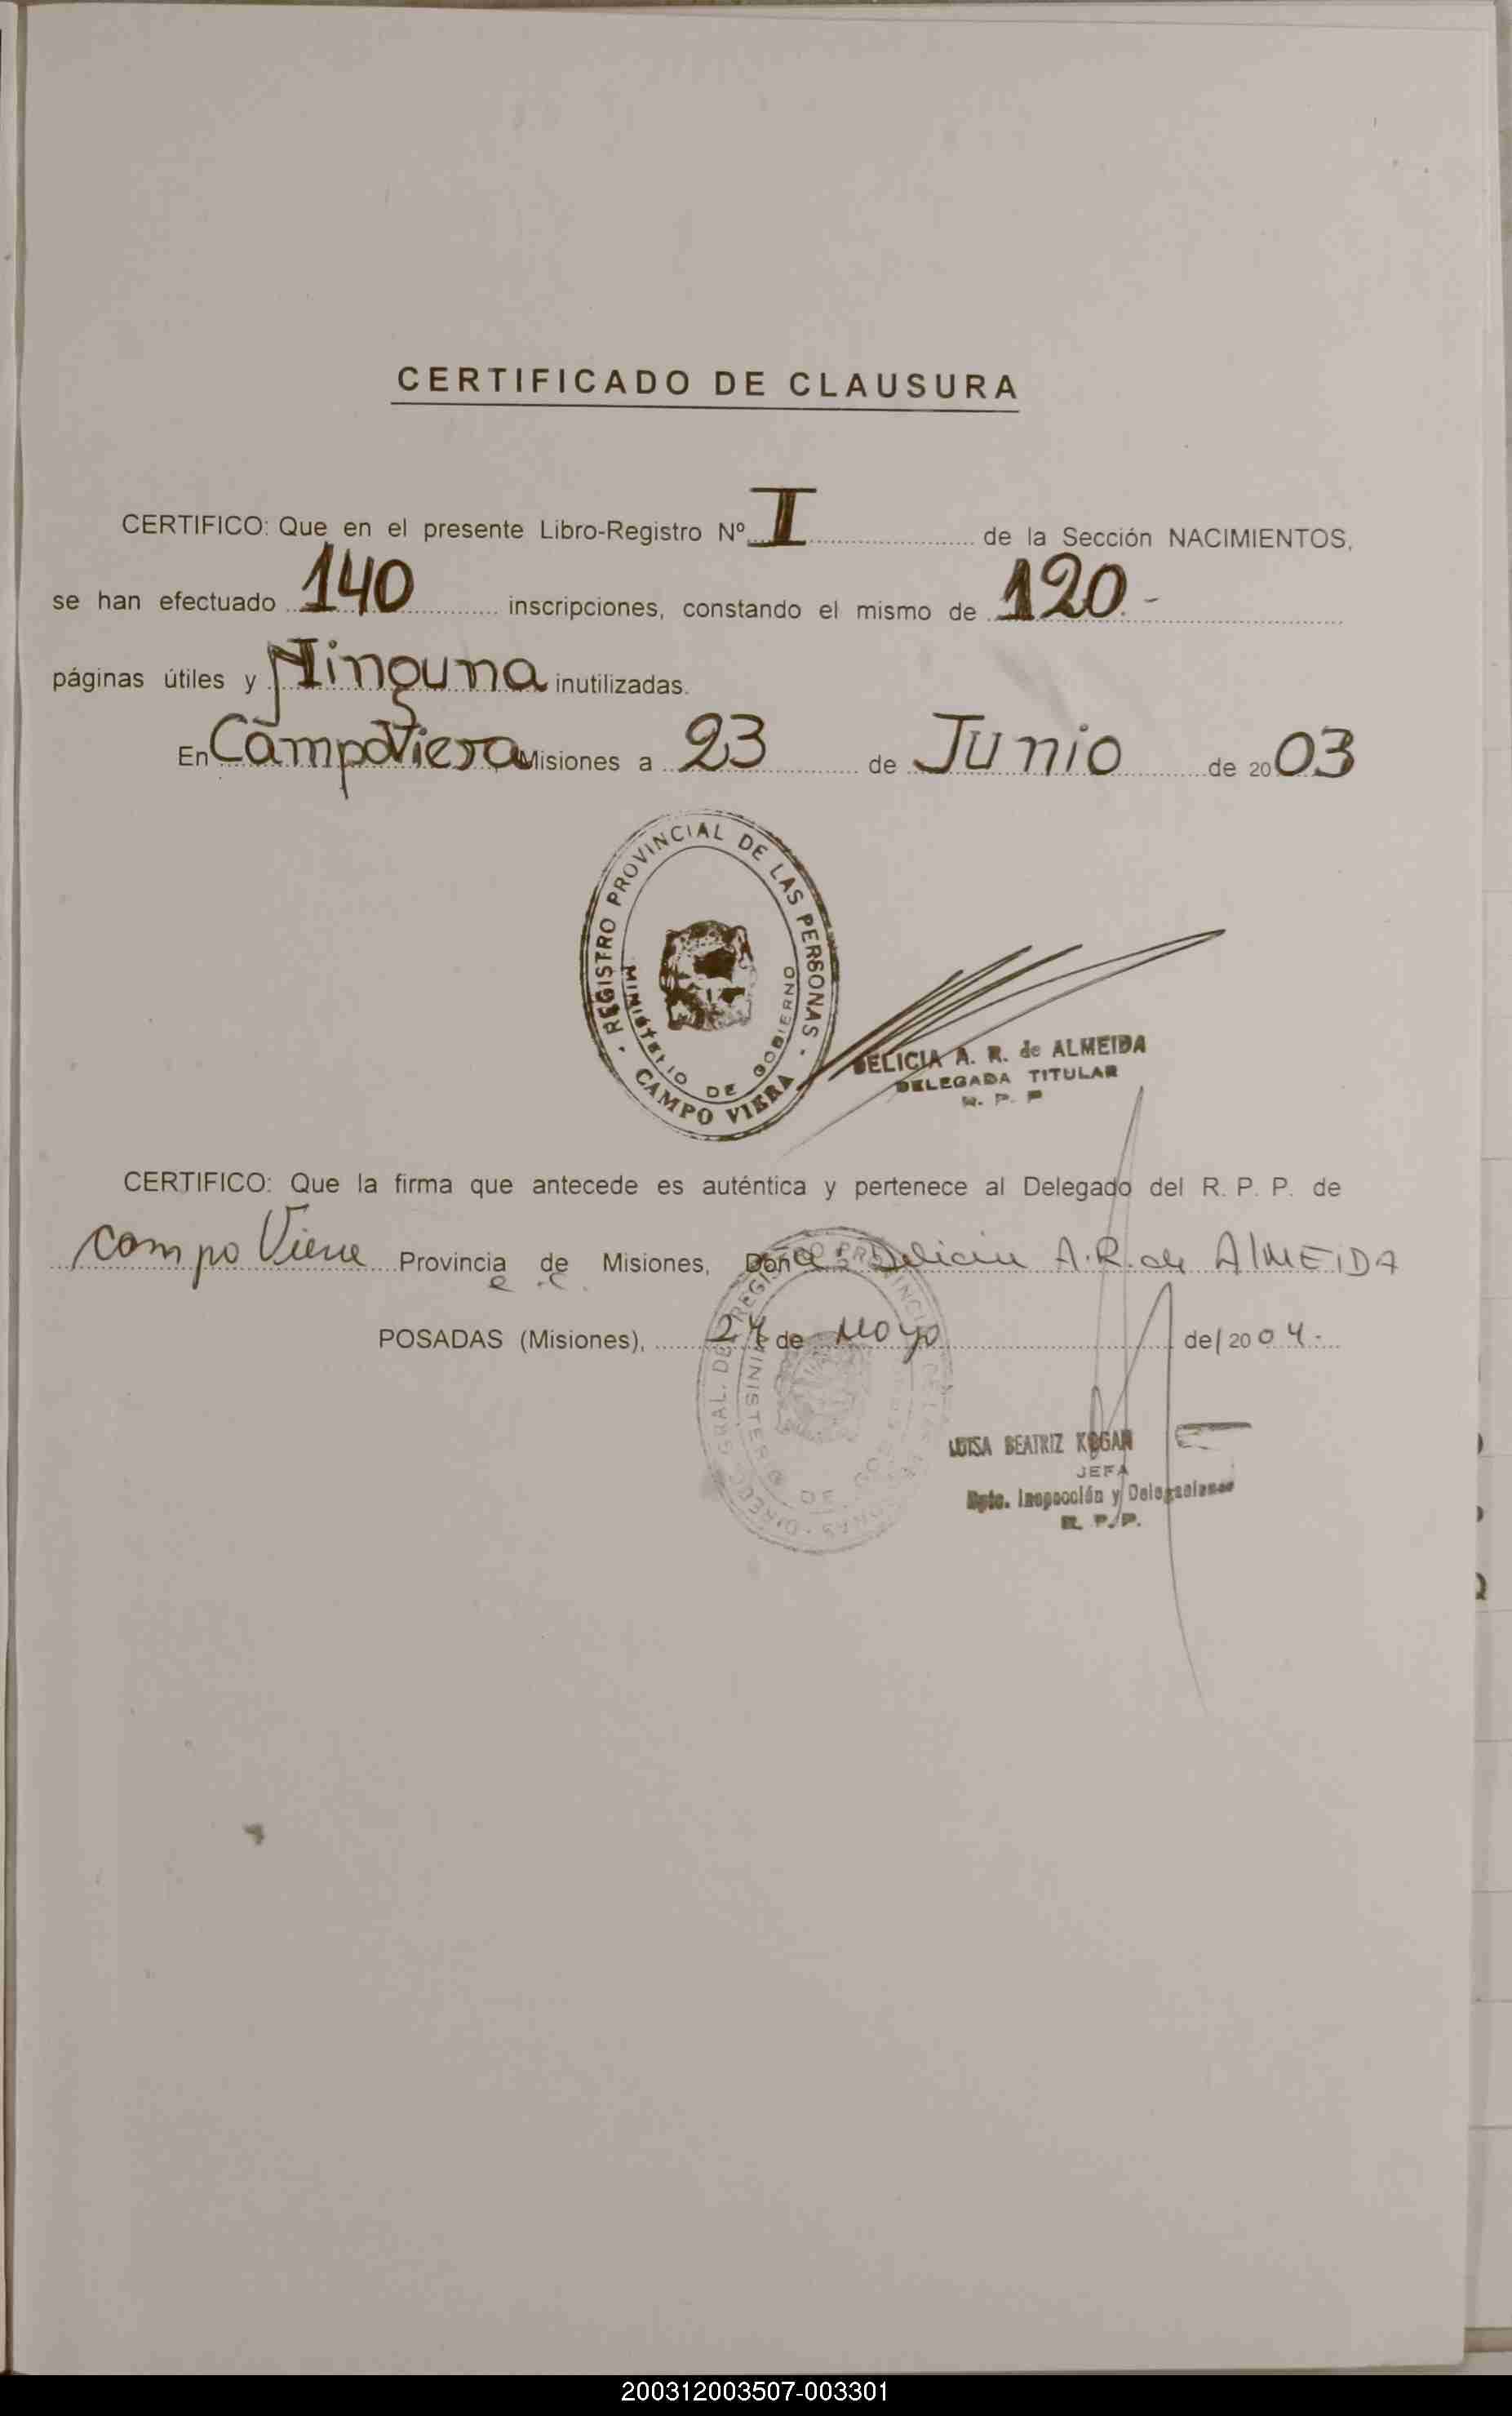 CERTIFICADO DE CLAUSURA
CERTIFICO: Que en el presente Libro-Registro Nº I de la Sección NACIMIENTOS,
se han efectuado 140 inscripciones, constando el mismo de 120.-
páginas útiles y Ninguna inutilizadas.
En Campo Viera Misiones a 23 de Junio de 2003
REGISTRO PROVINCIAL DE LAS PERSONAS
MINISTERIO DE GOBIERNO
CAMPO VIERA
DELICIA A. R. de ALMEIDA
DELEGADA TITULAR
R. P. P
CERTIFICO: Que la firma que antecede es auténtica y pertenece al Delegado del R. P. P. de
Campo Viera Provincia de Misiones, Doña Delicia A.R. de AlMEIDA
POSADAS (Misiones), de Mayo del 2004.-
LUISA BEATRIZ KOGAN
JEFA
Dpto. Inspección y Delegaciones
R. P. P.
200312003507-003301